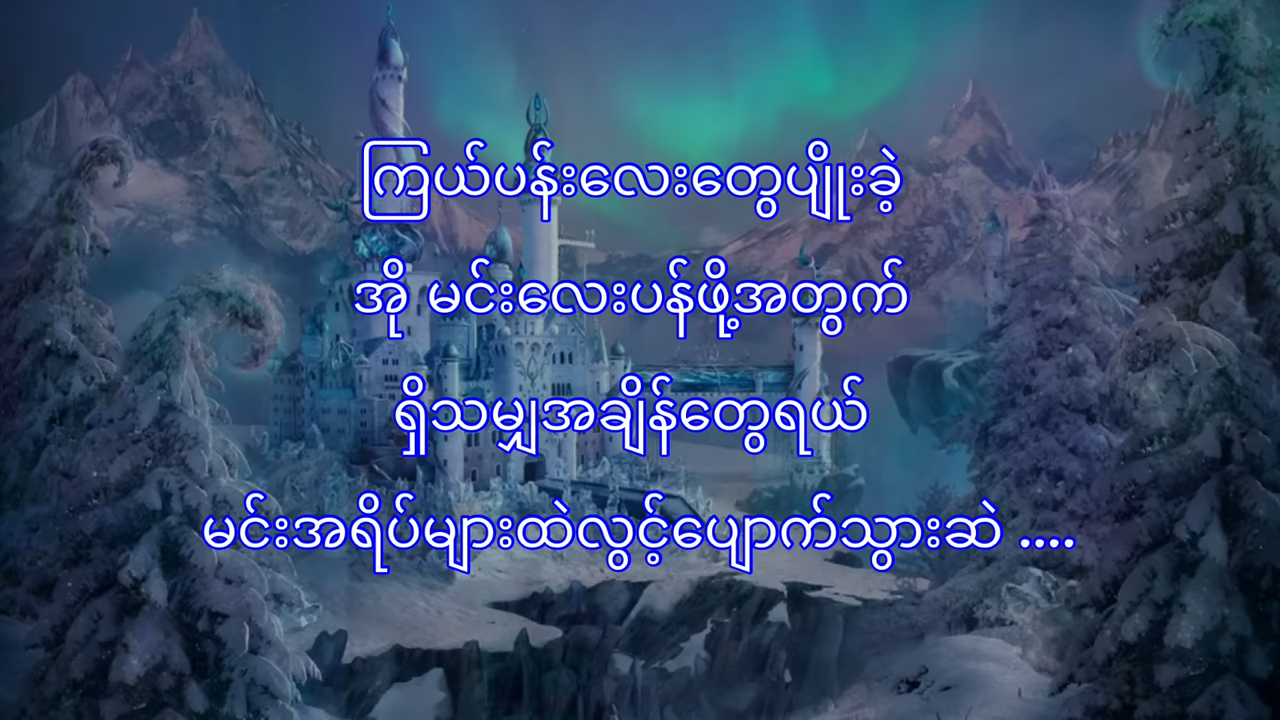 ကြယ်ပန်းလေးတွေပျိုးခဲ့
အို မင်းလေးပန်ဖို့အတွက်
ရှိသမျှအချိန်တွေရယ်
မင်းအရိပ်များထဲလွင့်ပျောက်သွားဆဲ ....